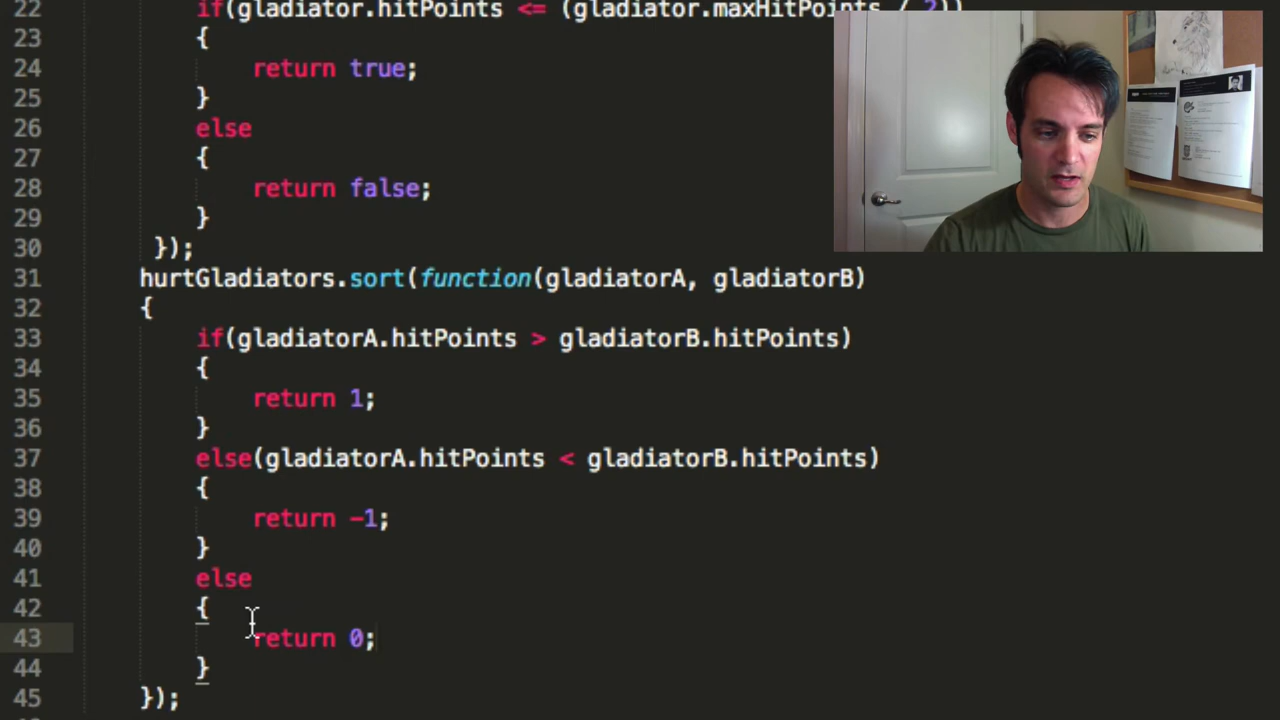 22 if(gladiator.hitPoints <= (gladiator.maxHitPoints / 2))
23 {
24 return true;
25 }
26 else
27 {
28 return false;
29 }
30 });
31 hurtGladiators.sort(function(gladiatorA, gladiatorB)
32 {
33 if(gladiatorA.hitPoints > gladiatorB.hitPoints)
34 {
35 return 1;
36 }
37 else(gladiatorA.hitPoints < gladiatorB.hitPoints)
38 {
39 return -1;
40 }
41 else
42 {
43 return 0;
44 }
45 });